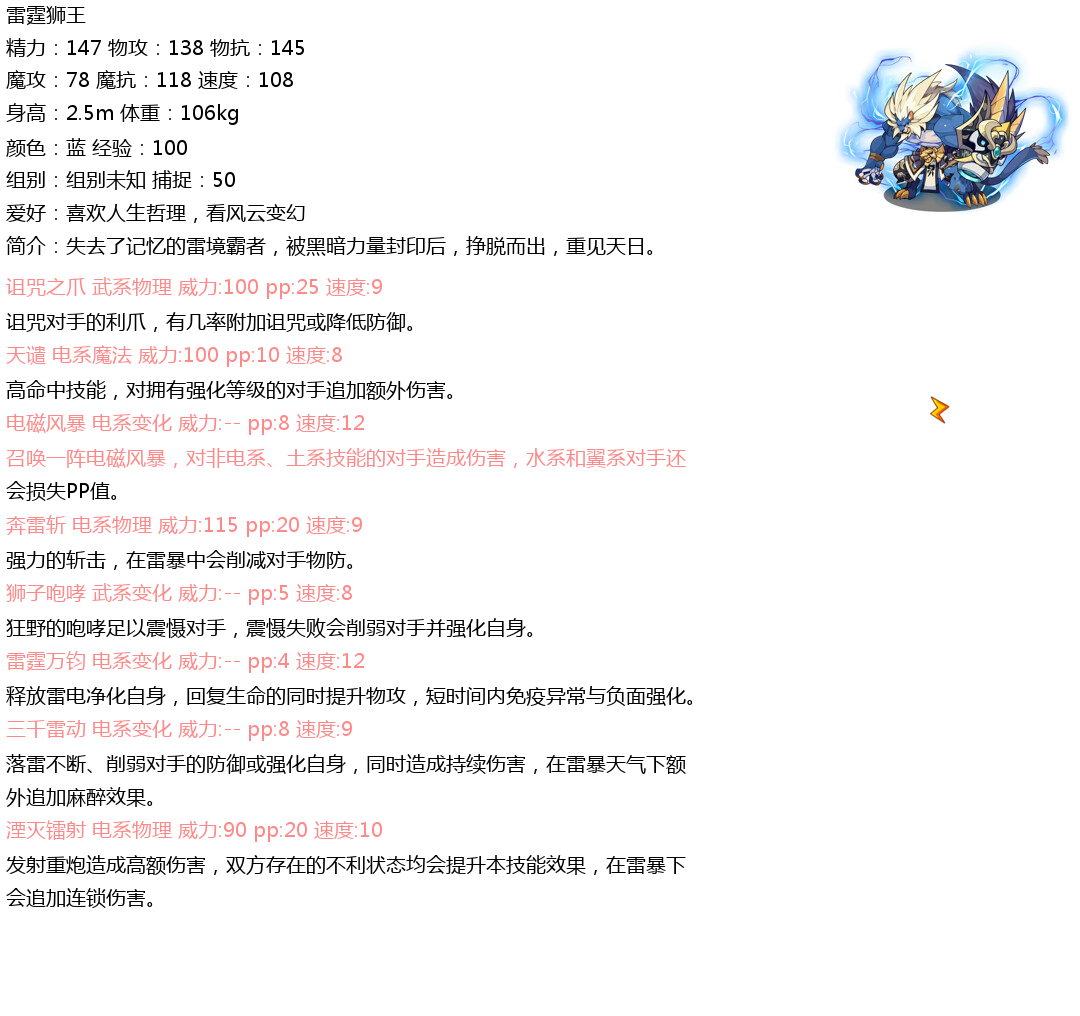 雷霆狮王
精力：147 物攻：138 物抗：145
魔攻：78 魔抗：118 速度：108
身高：2.5m 体重：106kg
颜色：蓝 经验：100
组别：组别未知 捕捉：50
爱好：喜欢人生哲理，看风云变幻
简介：失去了记忆的雷境霸者，被黑暗力量封印后，挣脱而出，重见天日。
诅咒之爪 武系物理 威力:100 pp:25 速度:9
诅咒对手的利爪，有几率附加诅咒或降低防御。
天谴 电系魔法 威力:100 pp:10 速度:8
高命中技能，对拥有强化等级的对手追加额外伤害。
电磁风暴 电系变化 威力:-- pp:8 速度:12
召唤一阵电磁风暴，对非电系、土系技能的对手造成伤害，水系和翼系对手还
会损失PP值。
奔雷斩 电系物理 威力:115 pp:20 速度:9
强力的斩击，在雷暴中会削减对手物防。
狮子咆哮 武系变化 威力:-- pp:5 速度:8
狂野的咆哮足以震慑对手，震慑失败会削弱对手并强化自身。
雷霆万钧 电系变化 威力:-- pp:4 速度:12
释放雷电净化自身，回复生命的同时提升物攻，短时间内免疫异常与负面强化。
三千雷动 电系变化 威力:-- pp:8 速度:9
落雷不断、削弱对手的防御或强化自身，同时造成持续伤害，在雷暴天气下额
外追加麻醉效果。
湮灭镭射 电系物理 威力:90 pp:20 速度:10
发射重炮造成高额伤害，双方存在的不利状态均会提升本技能效果，在雷暴下
会追加连锁伤害。